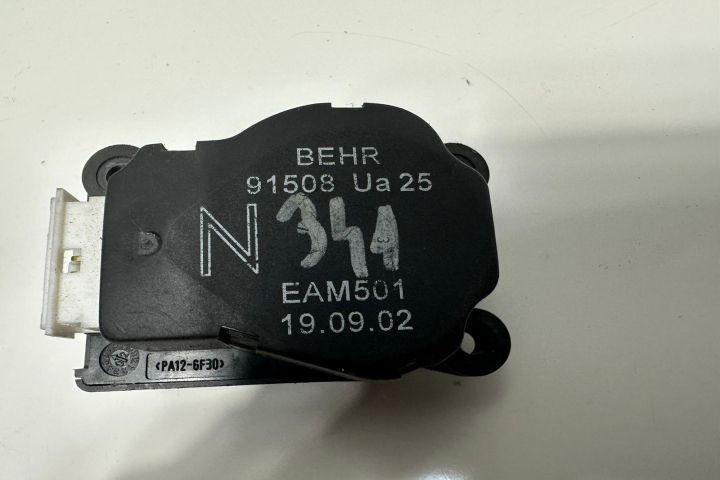 BEHR
91508 Ua 25
N 341
EAM501
19.09.02
<PA12-GF30>